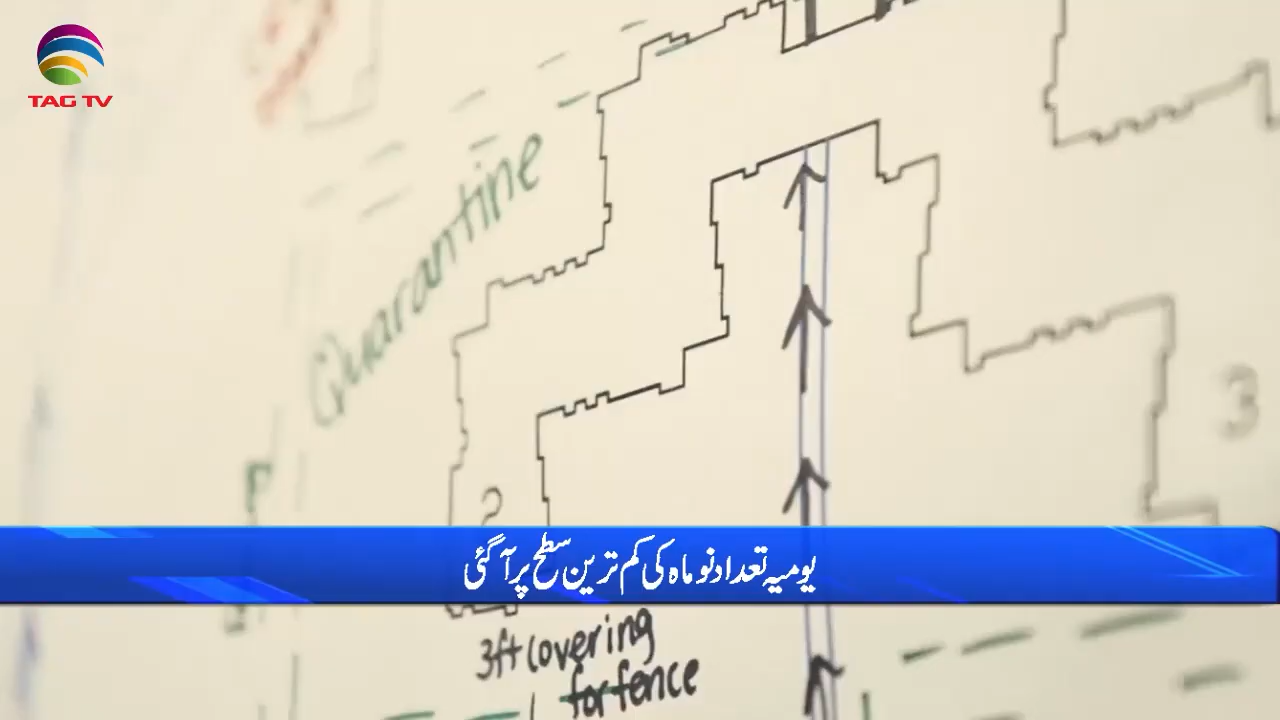 TAG TV
Quarantine
2
3
یومیہ تعداد نو ماہ کی کم ترین سطح پر آ گئی
3ft covering
for fence